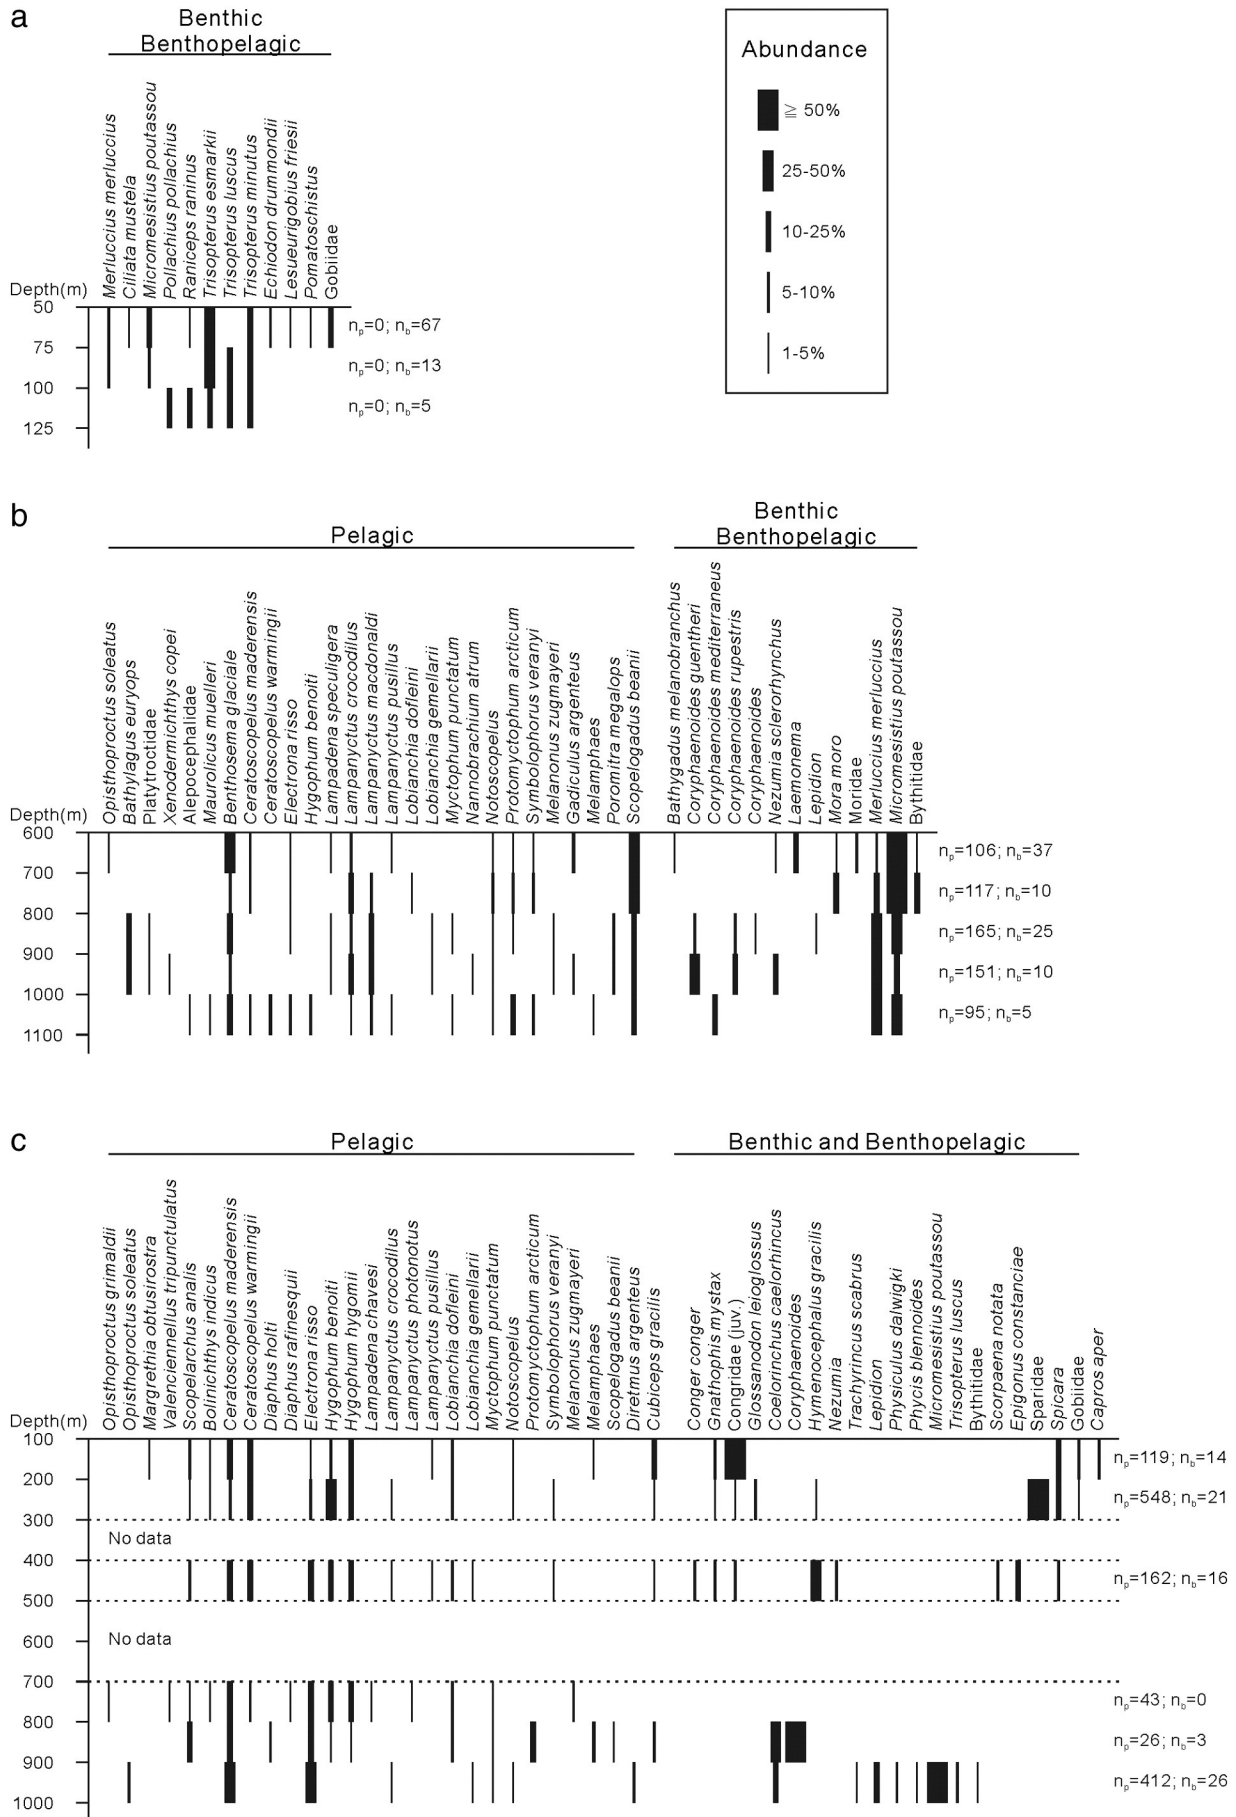 a
Benthic
Benthopelagic
Merluccius merluccius
Ciliata mustela
Micromesistius poutassou
Pollachius pollachius
Raniceps raninus
Trisopterus esmarkii
Trisopterus luscus
Trisopterus minutus
Echiodon drummondii
Lesueurigobius friesii
Pomatoschistus
Gobiidae
Depth(m)
50
75
100
125
np=0; nb=67
np=0; nb=13
np=0; nb=5
Abundance
≧ 50%
25-50%
10-25%
5-10%
1-5%
b
Pelagic
Benthic
Benthopelagic
Opisthoproctus soleatus
Bathylagus euryops
Platytroctidae
Xenodermichthys copei
Alepocephalidae
Maurolicus muelleri
Benthosema glaciale
Ceratoscopelus maderensis
Ceratoscopelus warmingii
Electrona risso
Hygophum benoiti
Lampadena speculigera
Lampanyctus crocodilus
Lampanyctus macdonaldi
Lampanyctus pusillus
Lobianchia dofleini
Lobianchia gemellarii
Myctophum punctatum
Nannobrachium atrum
Notoscopelus
Protomyctophum arcticum
Symbolophorus veranyi
Melanonus zugmayeri
Gadiculus argenteus
Melamphaes
Poromitra megalops
Scopelogadus beanii
Bathygadus melanobranchus
Coryphaenoides guentheri
Coryphaenoides mediterraneus
Coryphaenoides rupestris
Coryphaenoides
Nezumia sclerorhynchus
Laemonema
Lepidion
Mora moro
Moridae
Merluccius merluccius
Micromesistius poutassou
Bythitidae
Depth(m)
600
700
800
900
1000
1100
np=106; nb=37
np=117; nb=10
np=165; nb=25
np=151; nb=10
np=95; nb=5
c
Pelagic
Benthic and Benthopelagic
Opisthoproctus grimaldii
Opisthoproctus soleatus
Margrethia obtusirostra
Valenciennellus tripunctulatus
Scopelarchus analis
Bolinichthys indicus
Ceratoscopelus maderensis
Ceratoscopelus warmingii
Diaphus holti
Diaphus rafinesquii
Electrona risso
Hygophum benoiti
Hygophum hygomii
Lampadena chavesi
Lampanyctus crocodilus
Lampanyctus photonotus
Lampanyctus pusillus
Lobianchia dofleini
Lobianchia gemellarii
Myctophum punctatum
Notoscopelus
Protomyctophum arcticum
Symbolophorus veranyi
Melanonus zugmayeri
Melamphaes
Scopelogadus beanii
Diretmus argenteus
Cubiceps gracilis
Conger conger
Gnathophis mystax
Congridae (juv.)
Glossanodon leioglossus
Coelorinchus caelorhincus
Coryphaenoides
Hymenocephalus gracilis
Nezumia
Trachyrincus scabrus
Lepidion
Physiculus dalwigki
Phycis blennoides
Micromesistius poutassou
Trisopterus luscus
Bythitidae
Scorpaena notata
Epigonus constanciae
Sparidae
Spicara
Gobiidae
Capros aper
Depth(m)
100
200
300
400
500
600
700
800
900
1000
No data
No data
np=119; nb=14
np=548; nb=21
np=162; nb=16
np=43; nb=0
np=26; nb=3
np=412; nb=26